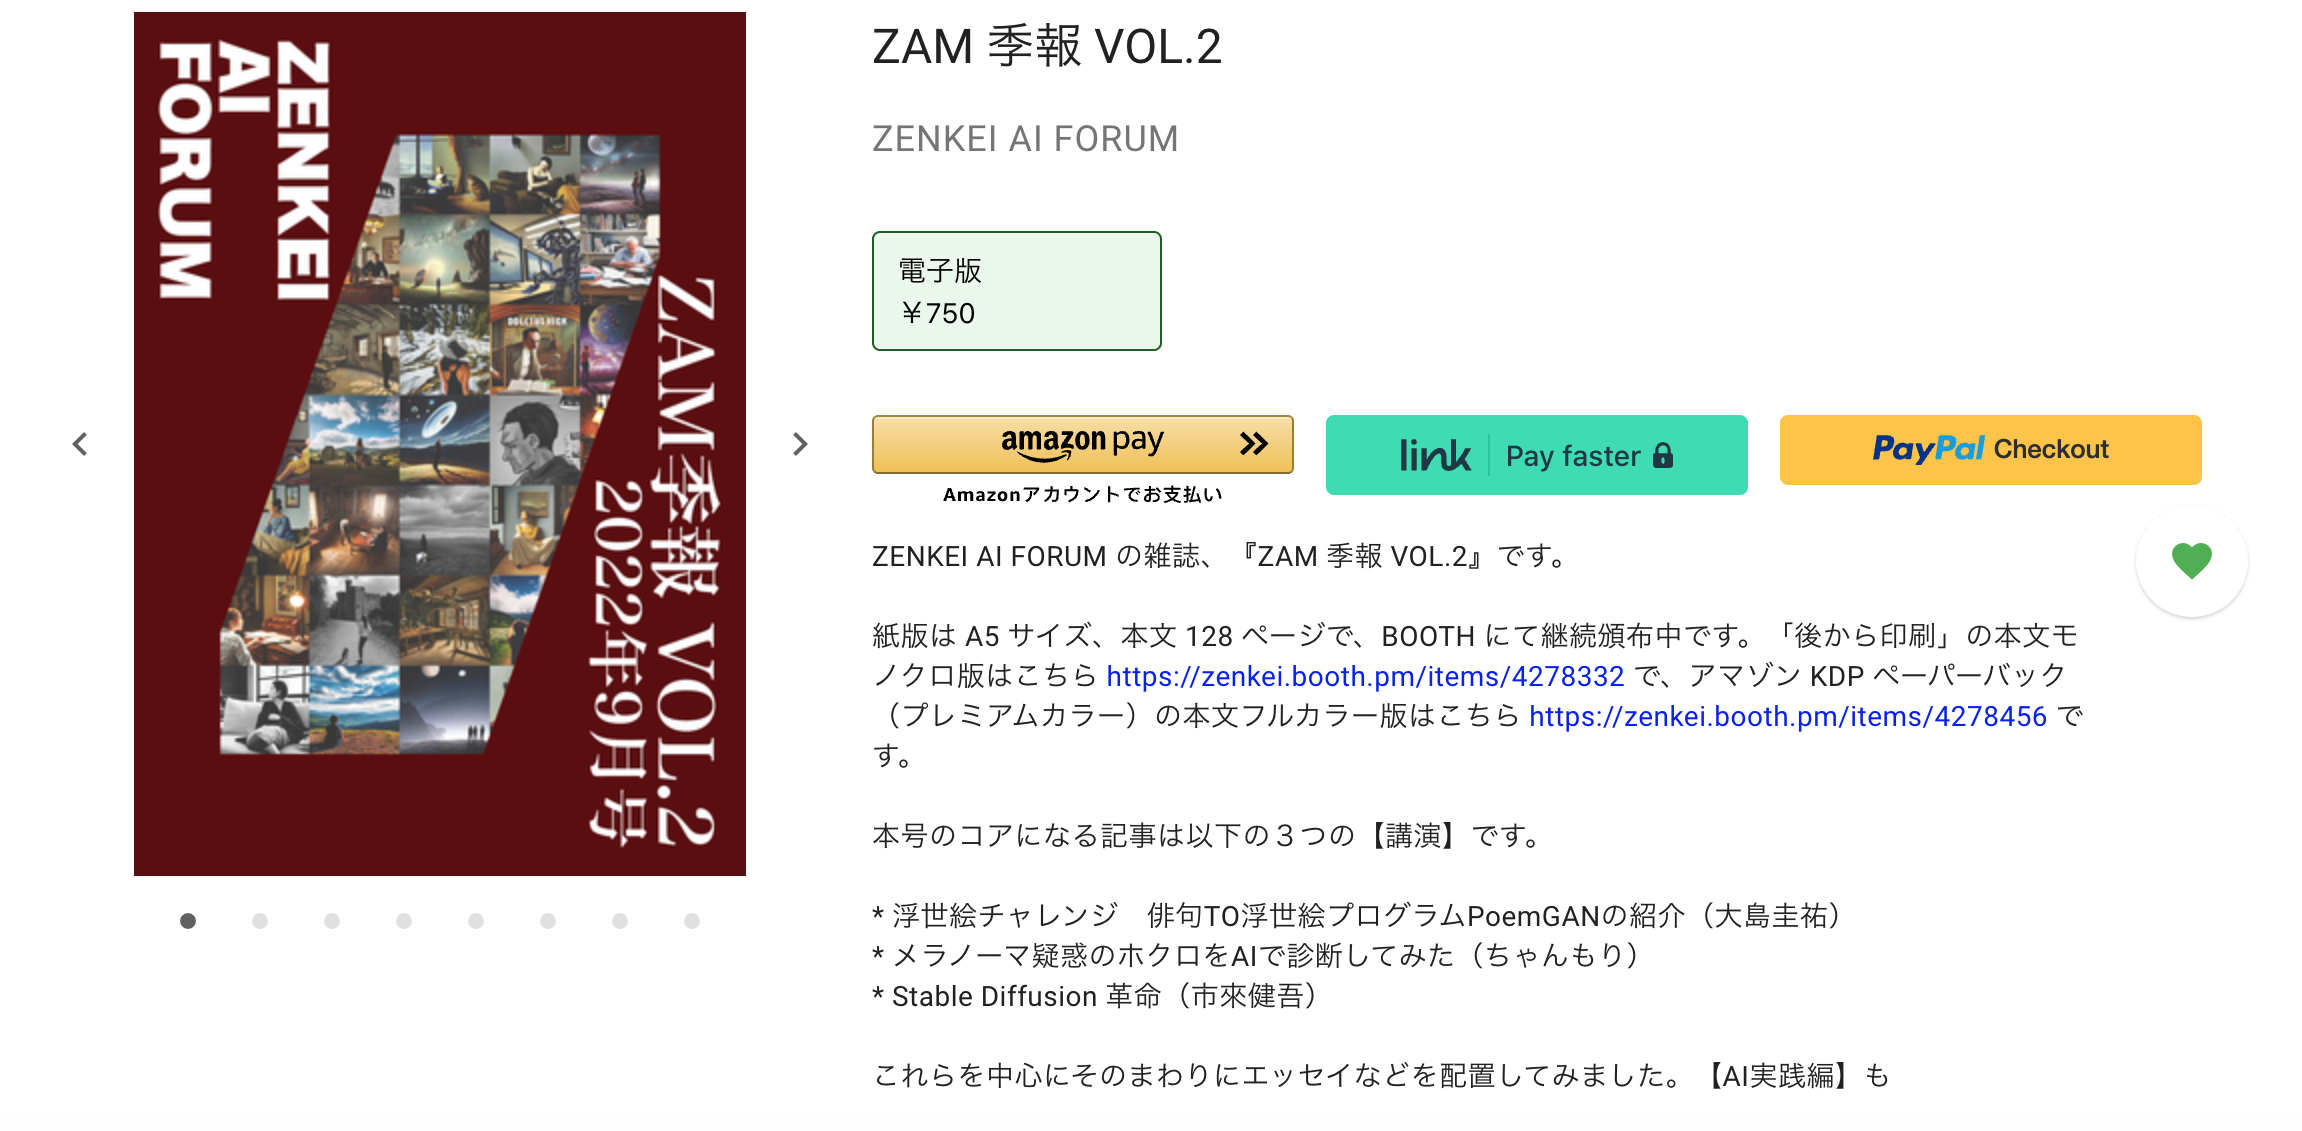 ZENKEI
AI
FORUM
ZAM季報 VOL.2
2022年9月号
ZAM 季報 VOL.2
ZENKEI AI FORUM
電子版
￥750
amazon pay
Amazonアカウントでお支払い
link Pay faster
PayPal Checkout
ZENKEI AI FORUM の雑誌、『ZAM 季報 VOL.2』です。
紙版は A5 サイズ、本文 128 ページで、BOOTH にて継続頒布中です。「後から印刷」の本文モ
ノクロ版はこちら https://zenkei.booth.pm/items/4278332 で、アマゾン KDP ペーパーバック
（プレミアムカラー）の本文フルカラー版はこちら https://zenkei.booth.pm/items/4278456 で
す。
本号のコアになる記事は以下の３つの【講演】です。
* 浮世絵チャレンジ　俳句TO浮世絵プログラムPoemGANの紹介（大島圭祐）
* メラノーマ疑惑のホクロをAIで診断してみた（ちゃんもり）
* Stable Diffusion 革命（市來健吾）
これらを中心にそのまわりにエッセイなどを配置してみました。【AI実践編】も